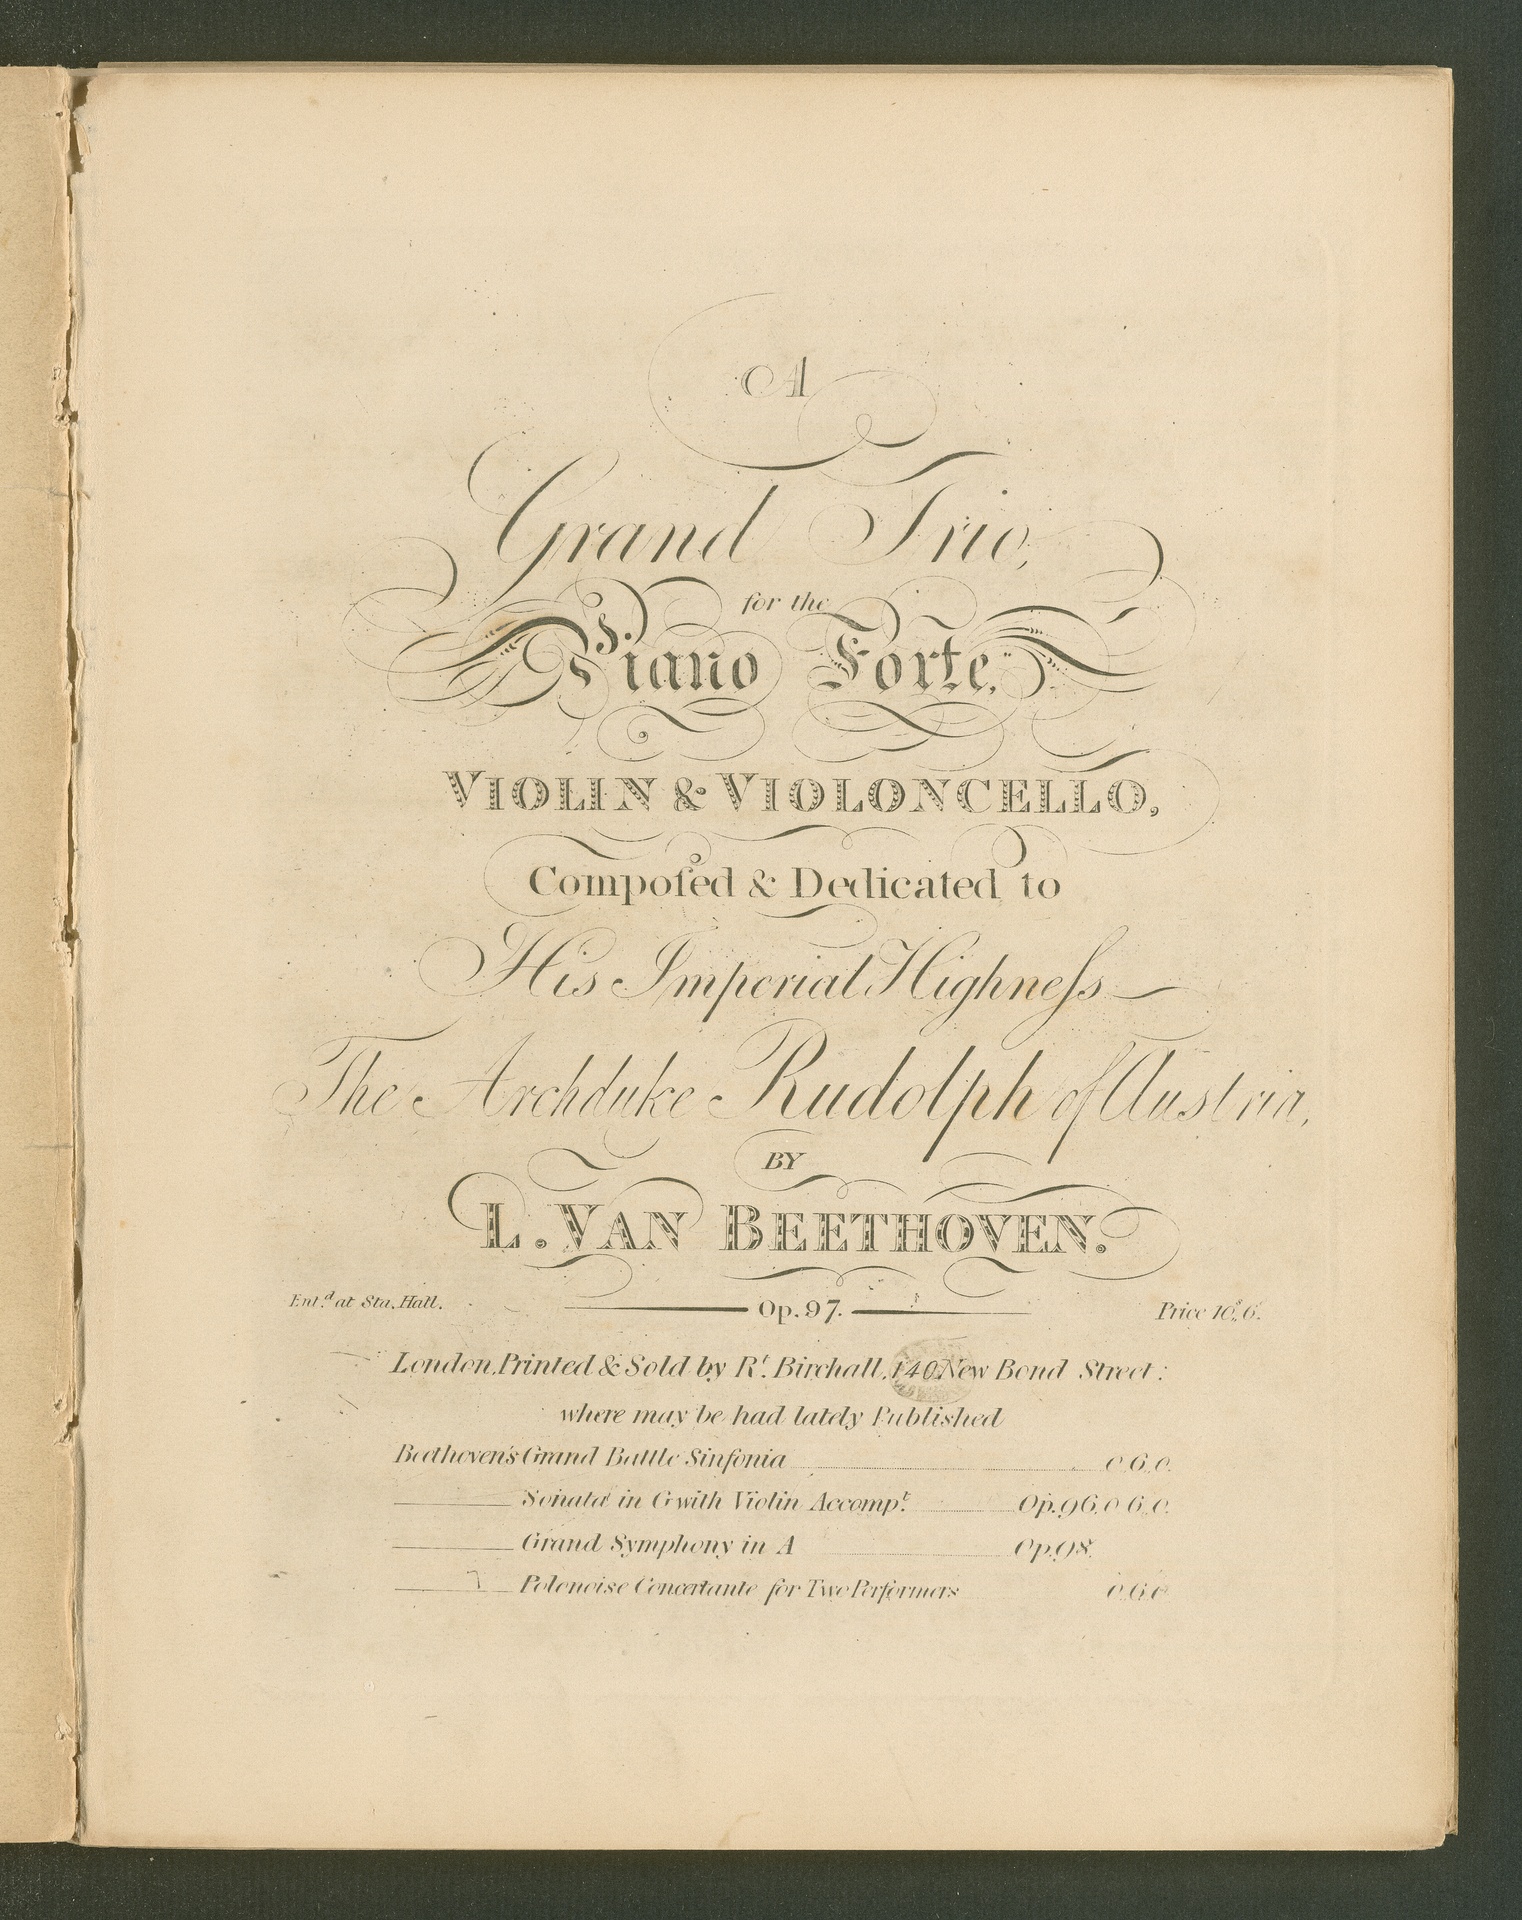 A
Grand Trio,
for the
Piano Forte,
VIOLIN & VIOLONCELLO,
Compoſed & Dedicated to
His Imperial Highneſs
The Archduke Rudolph of Austria,
BY
L. VAN BEETHOVEN.
Ent.d at Sta. Hall. Op. 97. Price 10s,,6.
London, Printed & Sold by Rt. Birchall, 140, New Bond Street:
where may be had lately Published
Beethoven's Grand Battle Sinfonia 0.6.0.
Sonata in G with Violin Accompt. Op. 96. 0.6.0.
Grand Symphony in A Op. 98.
Polonoise Concertante for Two Performers 0.6.0